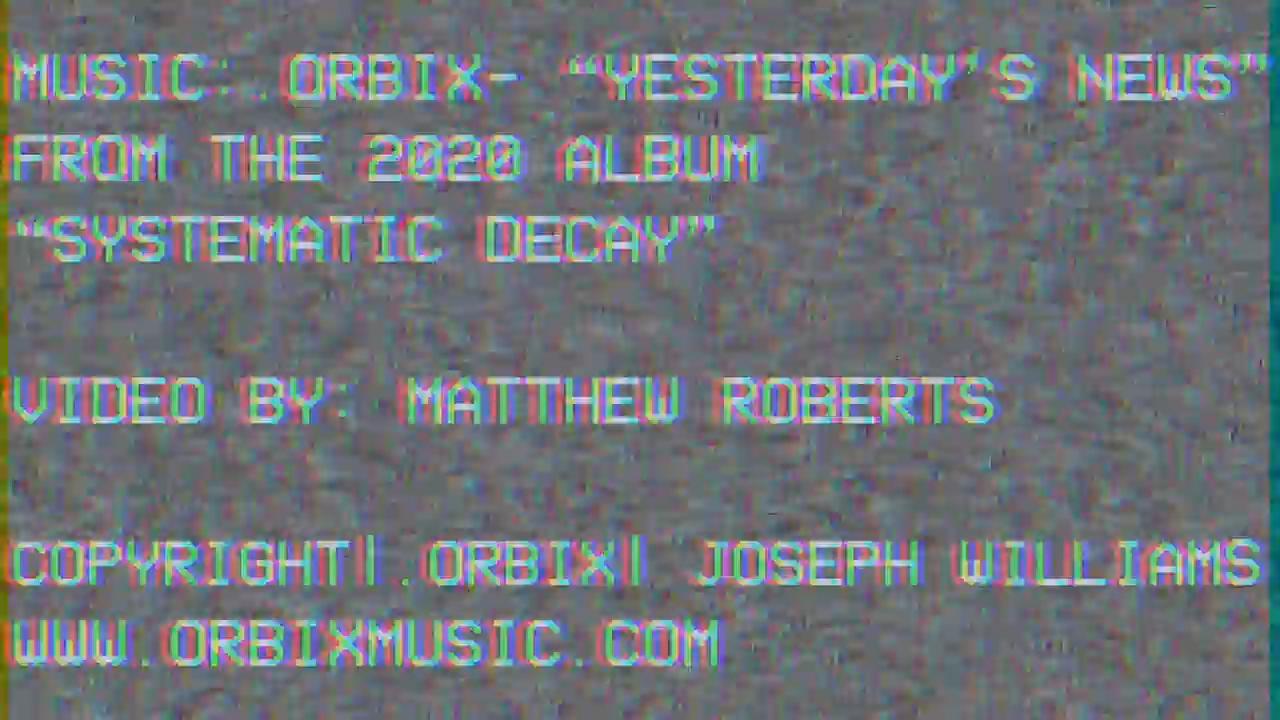 MUSIC: .ORBIX- “YESTERDAY’S NEWS”
FROM THE 2020 ALBUM
“SYSTEMATIC DECAY”
VIDEO BY: MATTHEW ROBERTS
COPYRIGHT| .ORBIX| JOSEPH WILLIAMS
WWW.ORBIXMUSIC.COM